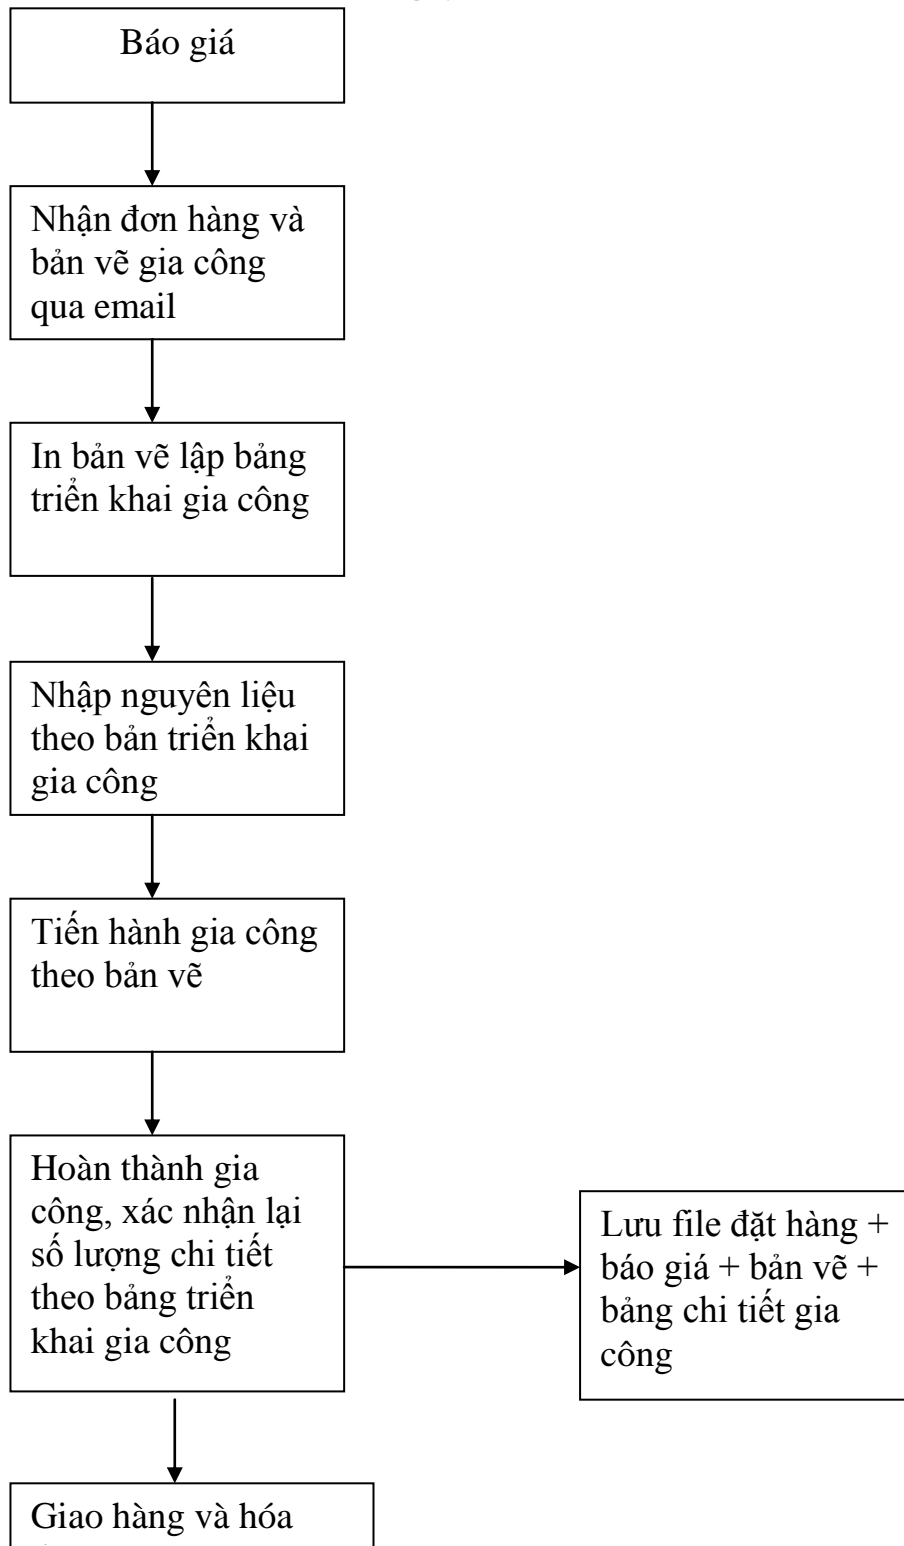 Báo giá
Nhận đơn hàng và
bản vẽ gia công
qua email
In bản vẽ lập bảng
triển khai gia công
Nhập nguyên liệu
theo bản triển khai
gia công
Tiến hành gia công
theo bản vẽ
Hoàn thành gia
công, xác nhận lại
số lượng chi tiết
theo bảng triển
khai gia công
Lưu file đặt hàng +
báo giá + bản vẽ +
bảng chi tiết gia
công
Giao hàng và hóa